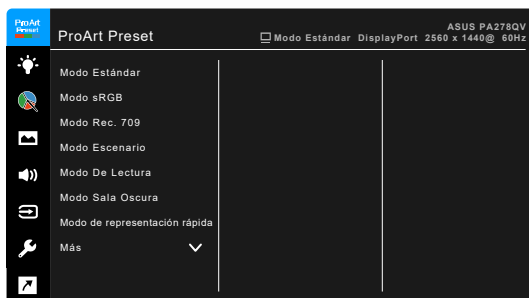 ProArt
Preset
ProArt Preset
ASUS PA278QV
Modo Estándar DisplayPort 2560 x 1440@ 60Hz
Modo Estándar
Modo sRGB
Modo Rec. 709
Modo Escenario
Modo De Lectura
Modo Sala Oscura
Modo de representación rápida
Más